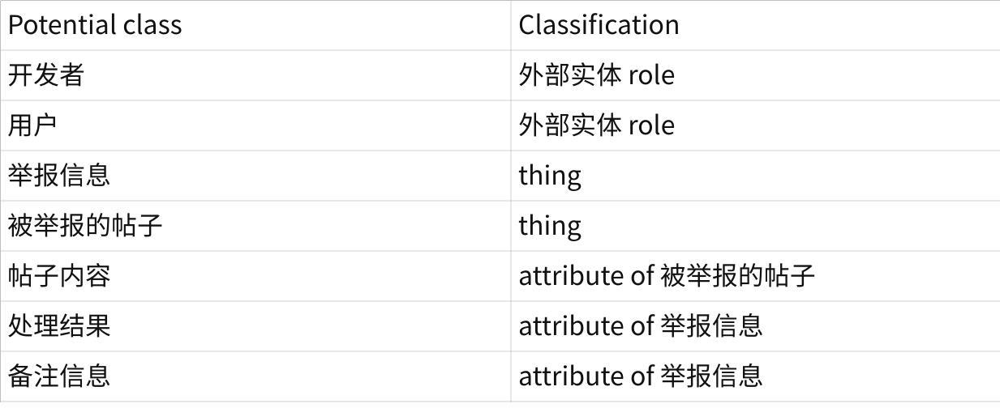 Potential class
Classification
开发者
外部实体 role
用户
外部实体 role
举报信息
thing
被举报的帖子
thing
帖子内容
attribute of 被举报的帖子
处理结果
attribute of 举报信息
备注信息
attribute of 举报信息